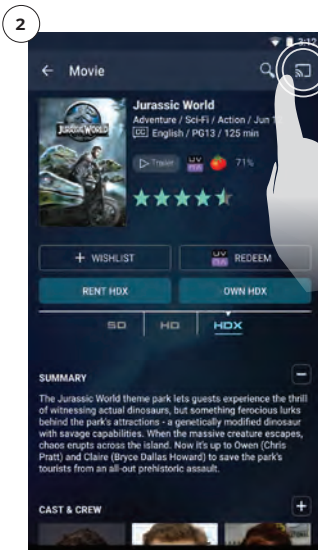 2
3:12
Movie
Jurassic World
Adventure / Sci-Fi / Action / Jun
CC English / PG13 / 125 min
JURASSIC WORLD
Trailer UV 71%
+ WISHLIST
UV REDEEM
RENT HDX
OWN HDX
SD HD HDX
SUMMARY
The Jurassic World theme park lets guests experience the thrill
of witnessing actual dinosaurs, but something ferocious lurks
behind the park's attractions - a genetically modified dinosaur
with savage capabilities. When the massive creature escapes,
chaos erupts across the island. Now it's up to Owen (Chris
Pratt) and Claire (Bryce Dallas Howard) to save the park's
tourists from an all-out prehistoric assault.
CAST & CREW